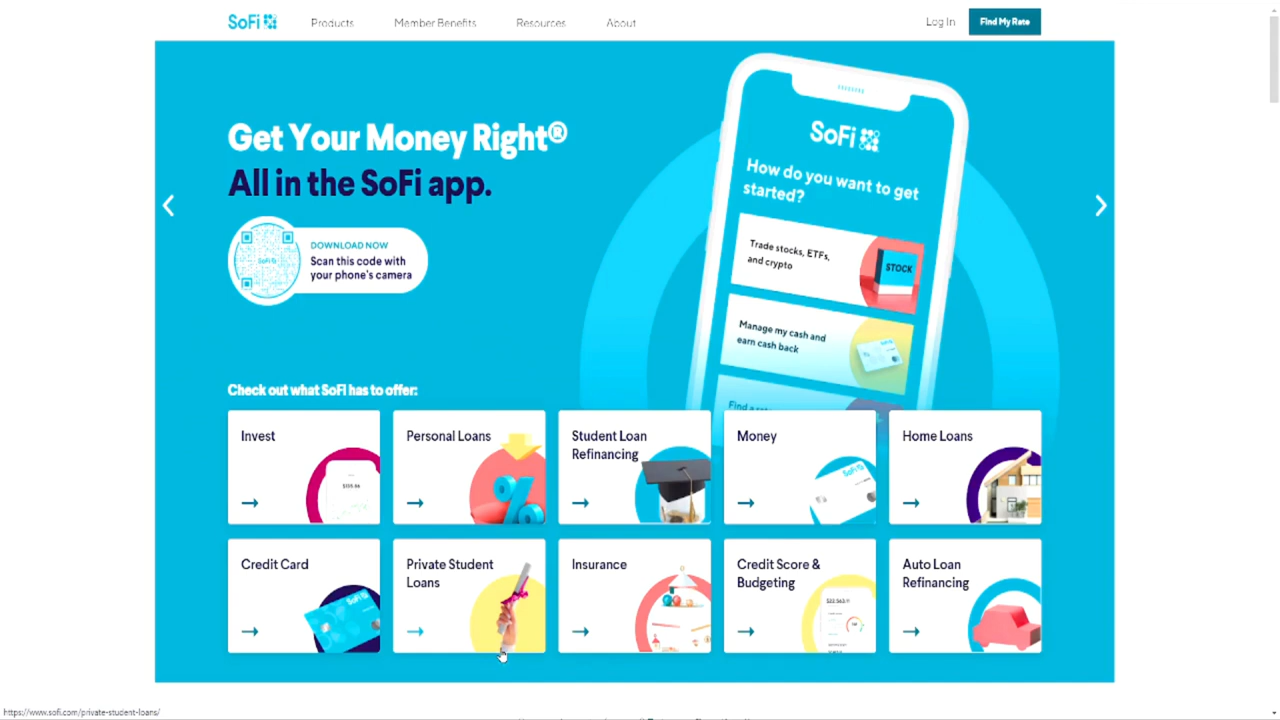 SoFi
Products
Member Benefits
Resources
About
Log In
Find My Rate
Get Your Money Right®
All in the SoFi app.
DOWNLOAD NOW
Scan this code with
your phone's camera
SoFi
How do you want to get
started?
Trade stocks, ETFs,
and crypto
STOCK
Manage my cash and
earn cash back
Check out what SoFi has to offer:
Invest
Personal Loans
Student Loan
Refinancing
Money
SoFi
Home Loans
Credit Card
SoFi
Private Student
Loans
Insurance
Credit Score &
Budgeting
Auto Loan
Refinancing
https://www.sofi.com/private-student-loans/